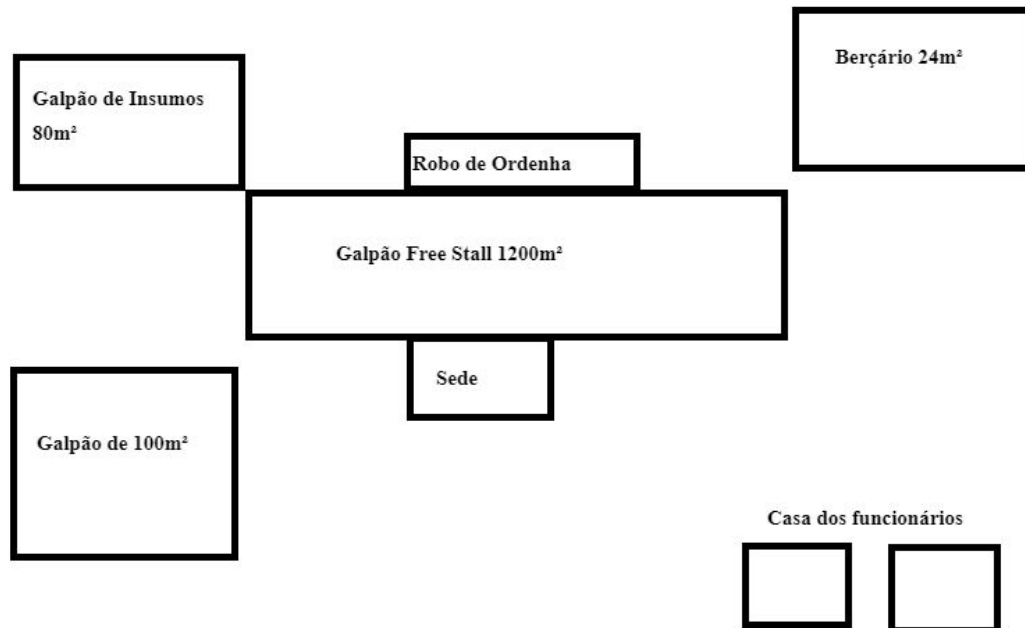 Berçário 24m²
Galpão de Insumos
80m²
Robo de Ordenha
Galpão Free Stall 1200m²
Sede
Galpão de 100m²
Casa dos funcionários